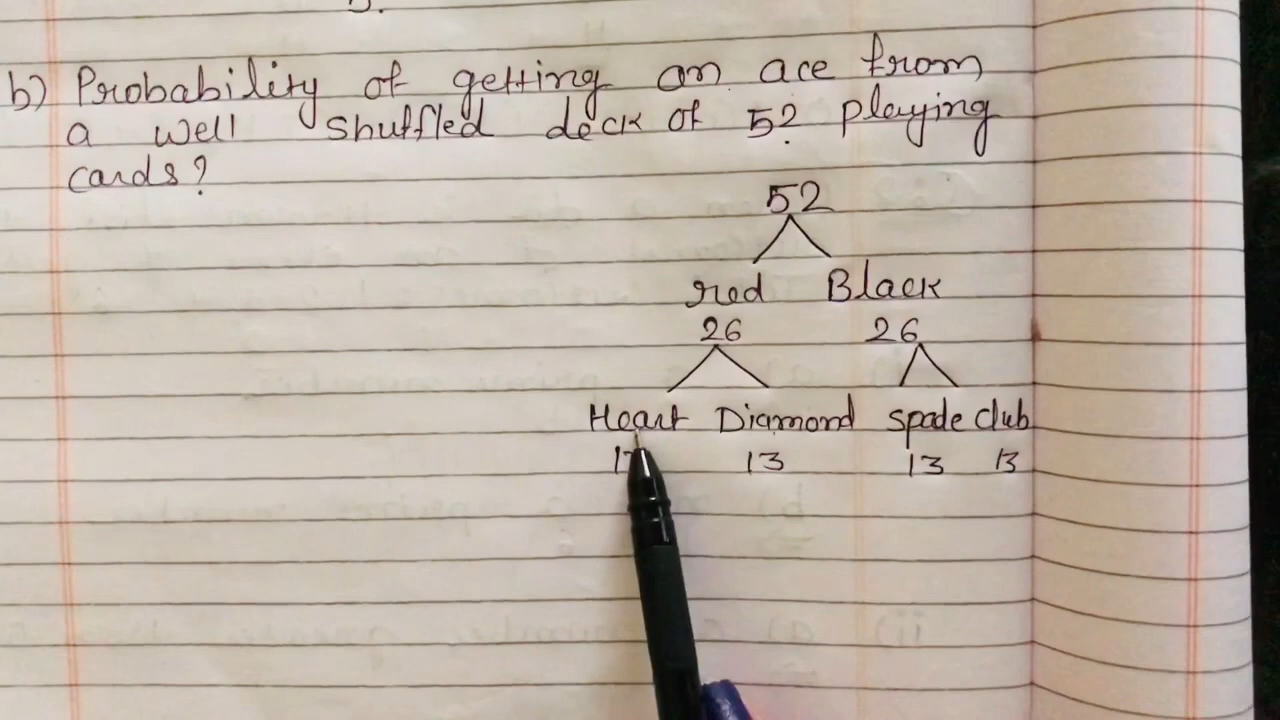 b) Probability of getting an ace from
a well shuffled deck of 52 playing
cards?
52
red Black
26 26
Heart Diamond spade club
13 13 13